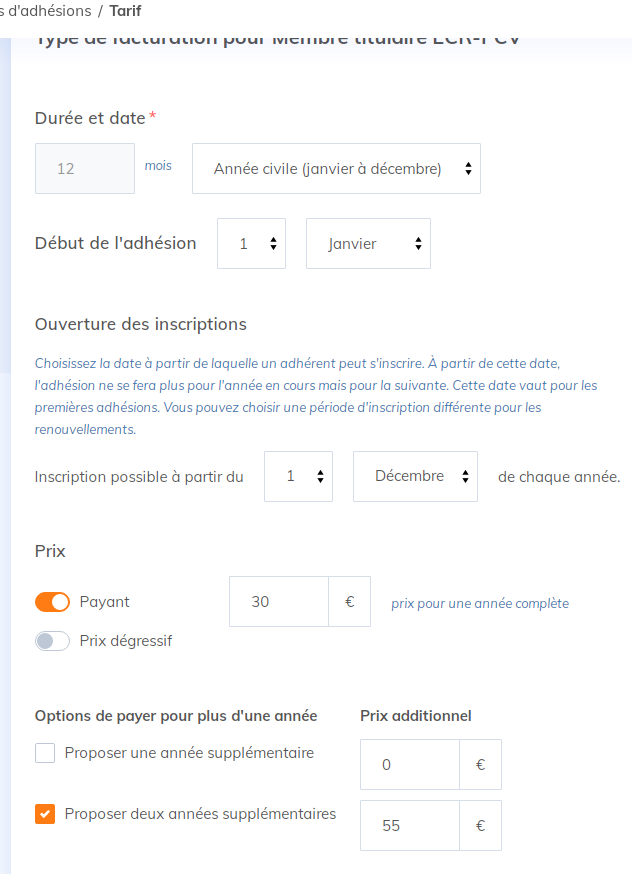 s d'adhésions / Tarif
Type de facturation pour Membre titulaire ECR-FCV
Durée et date *
12 mois Année civile (janvier à décembre)
Début de l'adhésion 1 Janvier
Ouverture des inscriptions
Choisissez la date à partir de laquelle un adhérent peut s'inscrire. À partir de cette date,
l'adhésion ne se fera plus pour l'année en cours mais pour la suivante. Cette date vaut pour les
premières adhésions. Vous pouvez choisir une période d'inscription différente pour les
renouvellements.
Inscription possible à partir du 1 Décembre de chaque année.
Prix
Payant 30 € prix pour une année complète
Prix dégressif
Options de payer pour plus d'une année Prix additionnel
Proposer une année supplémentaire 0 €
Proposer deux années supplémentaires 55 €